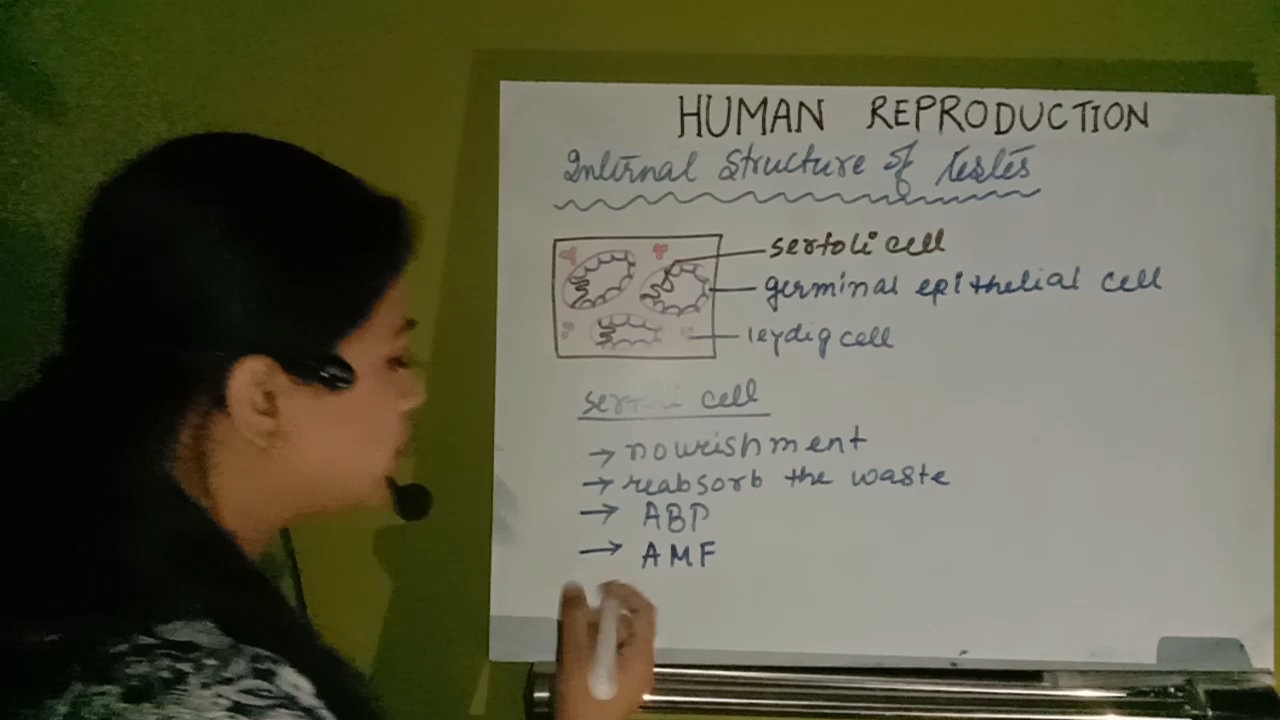 HUMAN REPRODUCTION
Internal Structure of testes
sertoli cell
germinal epithelial cell
leydig cell
sertoli cell
→ nourishment
→ reabsorb the waste
→ ABP
→ AMF